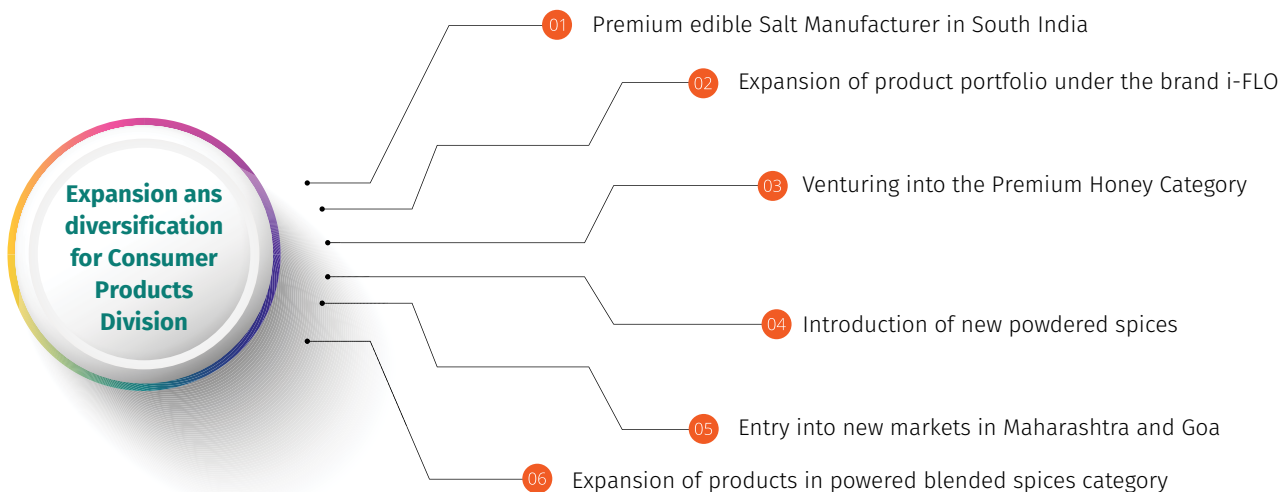 Expansion ans
diversification
for Consumer
Products
Division
01 Premium edible Salt Manufacturer in South India
02 Expansion of product portfolio under the brand i-FLO
03 Venturing into the Premium Honey Category
04 Introduction of new powdered spices
05 Entry into new markets in Maharashtra and Goa
06 Expansion of products in powered blended spices category